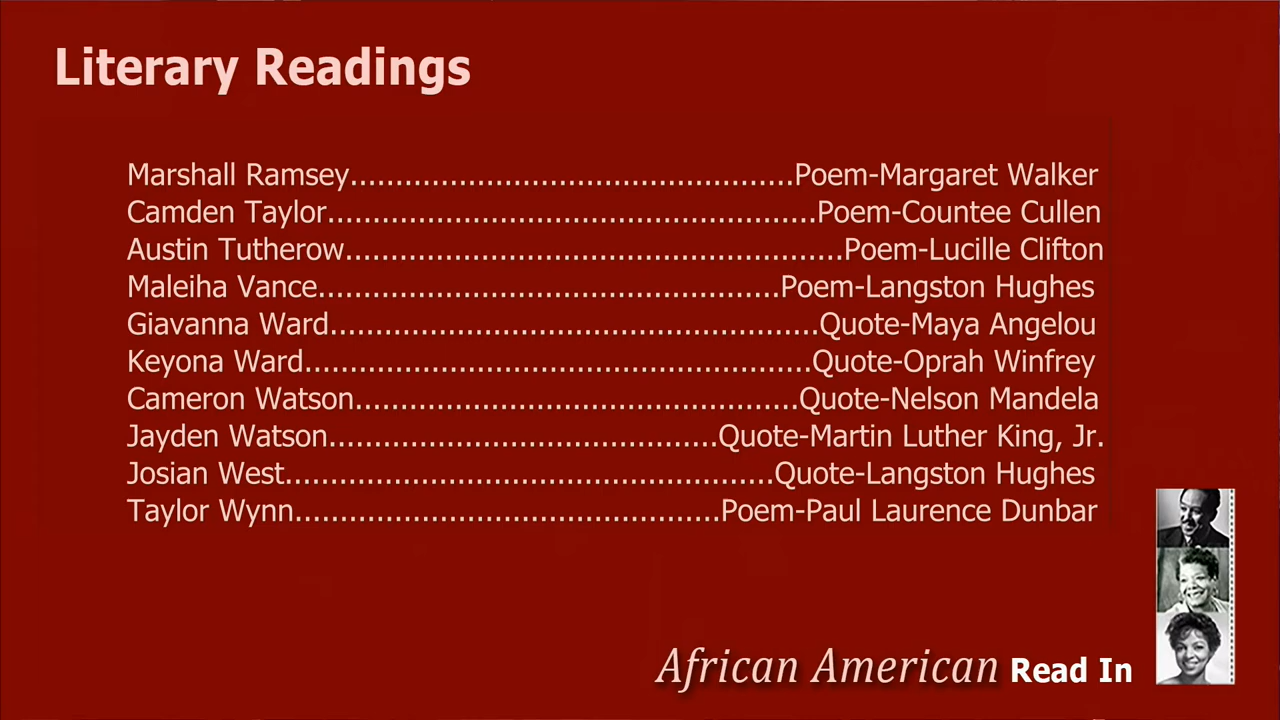 Literary Readings
Marshall Ramsey.................................................Poem-Margaret Walker
Camden Taylor......................................................Poem-Countee Cullen
Austin Tutherow.......................................................Poem-Lucille Clifton
Maleiha Vance...................................................Poem-Langston Hughes
Giavanna Ward......................................................Quote-Maya Angelou
Keyona Ward........................................................Quote-Oprah Winfrey
Cameron Watson.................................................Quote-Nelson Mandela
Jayden Watson...........................................Quote-Martin Luther King, Jr.
Josian West......................................................Quote-Langston Hughes
Taylor Wynn...............................................Poem-Paul Laurence Dunbar
African American Read In